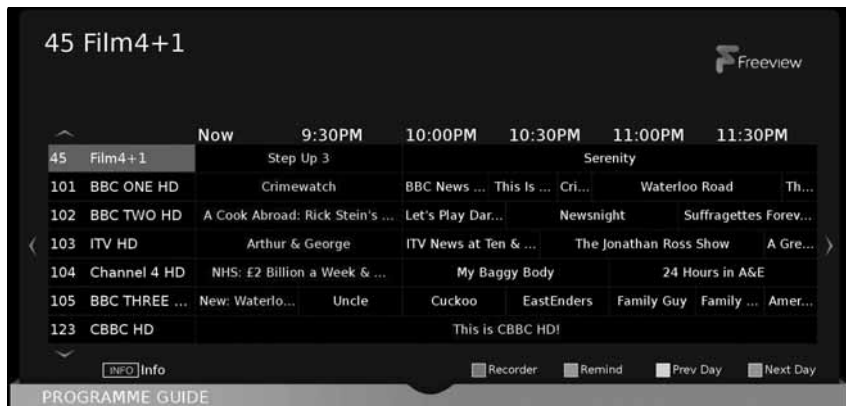 45 Film4+1
Freeview
Now 9:30PM 10:00PM 10:30PM 11:00PM 11:30PM
45 Film4+1 Step Up 3 Serenity
101 BBC ONE HD Crimewatch BBC News ... This Is ... Cri... Waterloo Road Th...
102 BBC TWO HD A Cook Abroad: Rick Stein's ... Let's Play Dar... Newsnight Suffragettes Forev...
103 ITV HD Arthur & George ITV News at Ten & ... The Jonathan Ross Show A Gre...
104 Channel 4 HD NHS: £2 Billion a Week & ... My Baggy Body 24 Hours in A&E
105 BBC THREE ... New: Waterlo... Uncle Cuckoo EastEnders Family Guy Family ... Amer...
123 CBBC HD This is CBBC HD!
INFO Info Recorder Remind Prev Day Next Day
PROGRAMME GUIDE